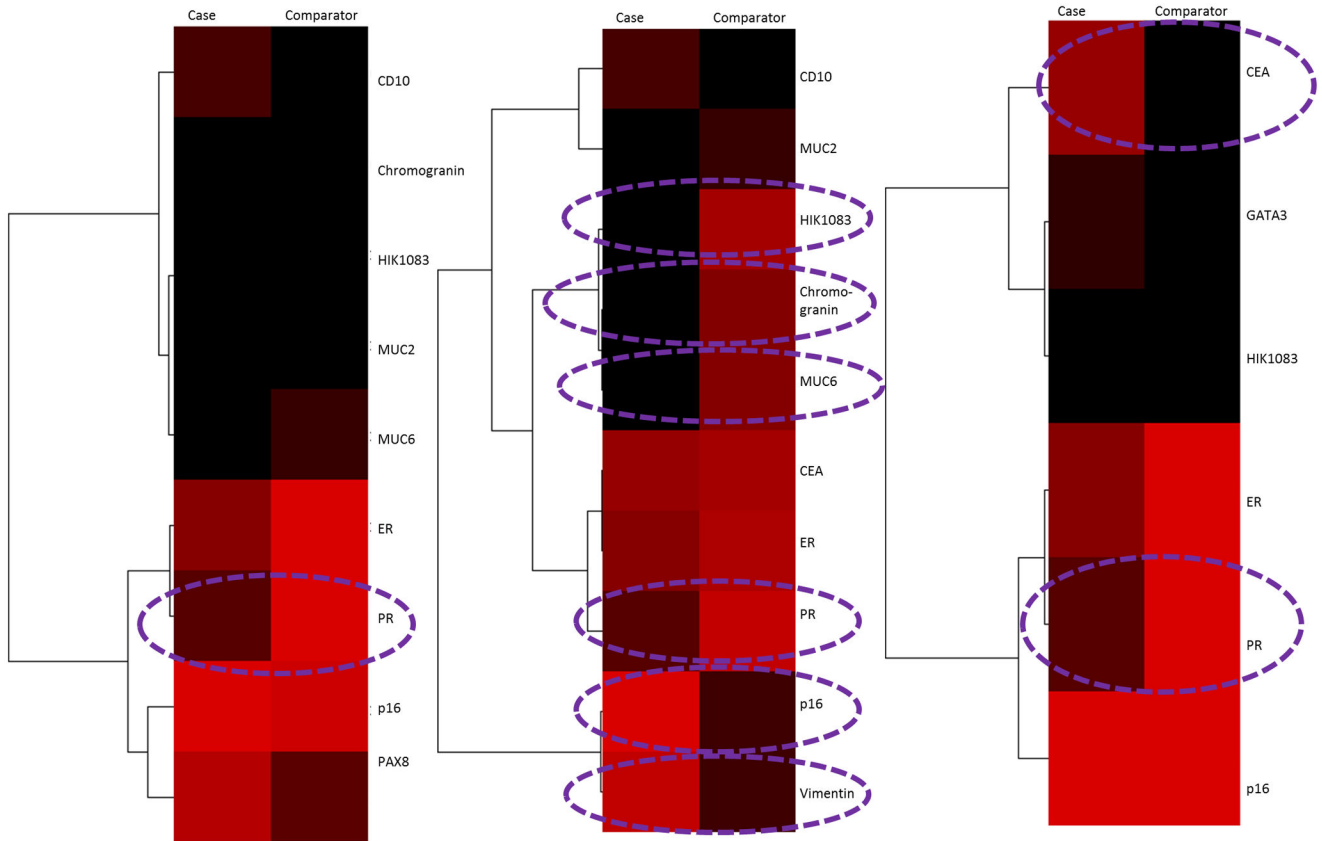 Case Comparator
CD10
Chromogranin
HIK1083
MUC2
MUC6
ER
PR
p16
PAX8
Case Comparator
CD10
MUC2
HIK1083
Chromo-
granin
MUC6
CEA
ER
PR
p16
Vimentin
Case Comparator
CEA
GATA3
HIK1083
ER
PR
p16